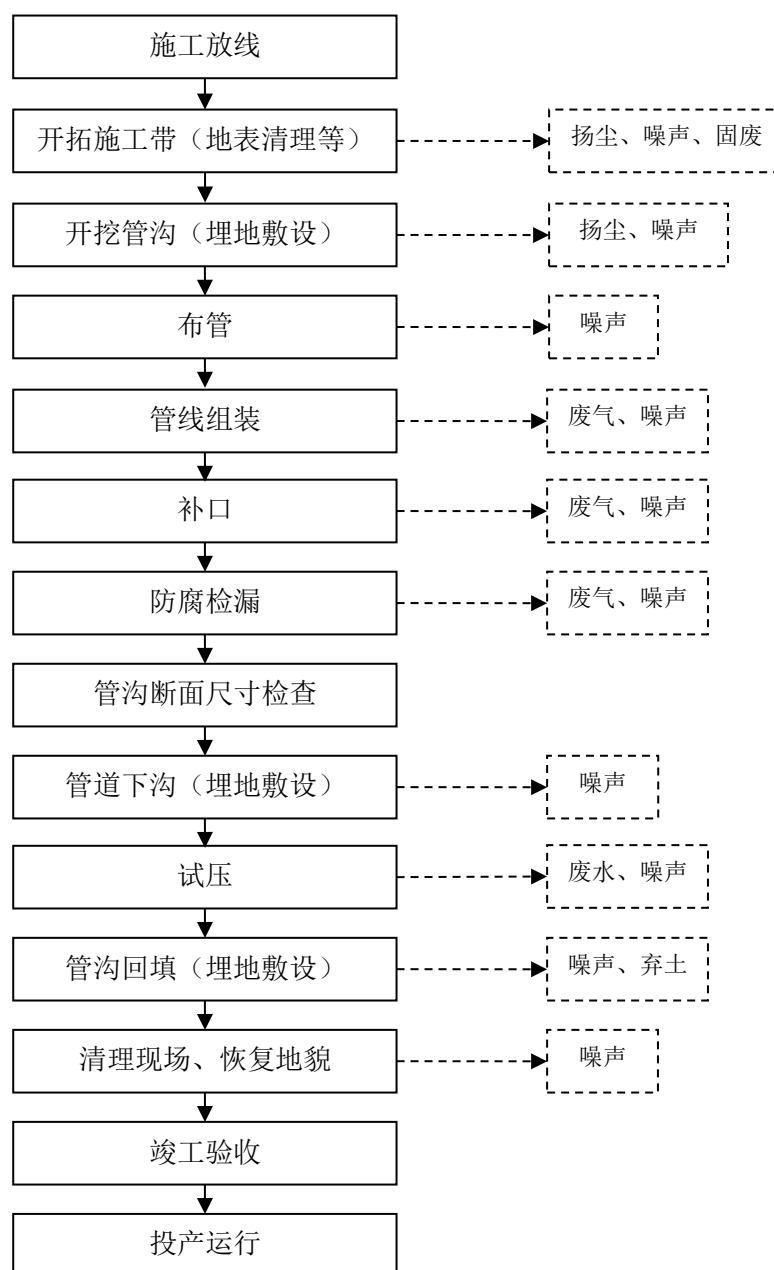 施工放线
开拓施工带（地表清理等）
扬尘、噪声、固废
开挖管沟（埋地敷设）
扬尘、噪声
布管
噪声
管线组装
废气、噪声
补口
废气、噪声
防腐检漏
废气、噪声
管沟断面尺寸检查
管道下沟（埋地敷设）
噪声
试压
废水、噪声
管沟回填（埋地敷设）
噪声、弃土
清理现场、恢复地貌
噪声
竣工验收
投产运行